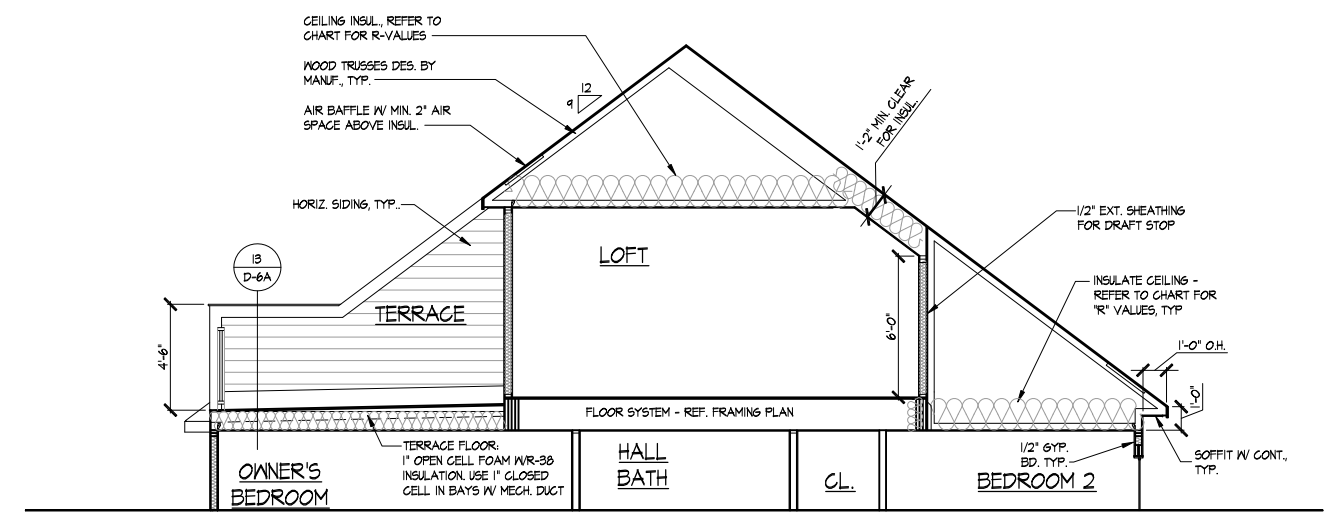 CEILING INSUL., REFER TO
CHART FOR R-VALUES
WOOD TRUSSES DES. BY
MANUF., TYP.
12
9
AIR BAFFLE W/ MIN. 2" AIR
SPACE ABOVE INSUL.
1'-2" MIN. CLEAR
FOR INSUL.
HORIZ. SIDING, TYP..
1/2" EXT. SHEATHING
FOR DRAFT STOP
13
D-6A
LOFT
INSULATE CEILING -
REFER TO CHART FOR
"R" VALUES, TYP
TERRACE
4'-6"
6'-0"
1'-0" O.H.
1'-0"
FLOOR SYSTEM - REF. FRAMING PLAN
TERRACE FLOOR:
1" OPEN CELL FOAM W/R-38
INSULATION. USE 1" CLOSED
CELL IN BAYS W/ MECH. DUCT
OWNER'S
BEDROOM
HALL
BATH
CL.
1/2" GYP.
BD. TYP.
BEDROOM 2
SOFFIT W/ CONT.,
TYP.